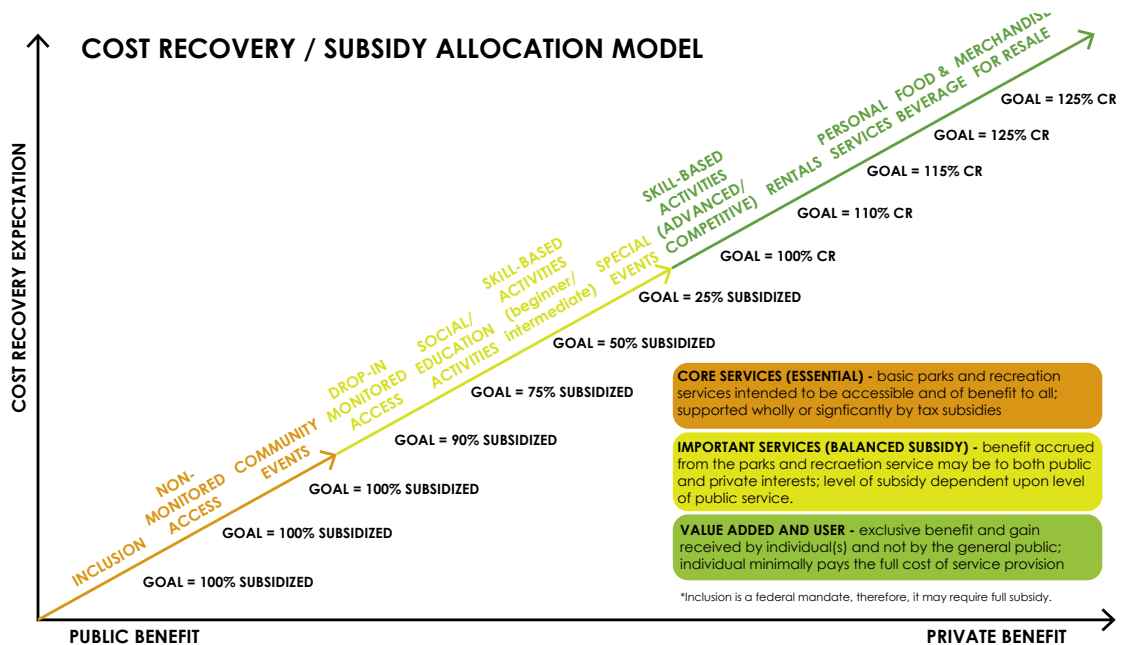 COST RECOVERY / SUBSIDY ALLOCATION MODEL
COST RECOVERY EXPECTATION
INCLUSION
NON-
MONITORED
ACCESS
COMMUNITY
EVENTS
DROP-IN
MONITORED
ACCESS
SOCIAL/
EDUCATION
ACTIVITIES
SKILL-BASED
ACTIVITIES
(beginner/
intermediate)
SPECIAL
EVENTS
SKILL-BASED
ACTIVITIES
(ADVANCED/
COMPETITIVE)
RENTALS
PERSONAL
SERVICES
FOOD &
BEVERAGE
MERCHANDISE
FOR RESALE
GOAL = 125% CR
GOAL = 125% CR
GOAL = 115% CR
GOAL = 110% CR
GOAL = 100% CR
GOAL = 25% SUBSIDIZED
GOAL = 50% SUBSIDIZED
GOAL = 75% SUBSIDIZED
GOAL = 90% SUBSIDIZED
GOAL = 100% SUBSIDIZED
GOAL = 100% SUBSIDIZED
GOAL = 100% SUBSIDIZED
CORE SERVICES (ESSENTIAL) - basic parks and recreation
services intended to be accessible and of benefit to all;
supported wholly or signficantly by tax subsidies
IMPORTANT SERVICES (BALANCED SUBSIDY) - benefit accrued
from the parks and recraetion service may be to both public
and private interests; level of subsidy dependent upon level
of public service.
VALUE ADDED AND USER - exclusive benefit and gain
received by individual(s) and not by the general public;
individual minimally pays the full cost of service provision
*Inclusion is a federal mandate, therefore, it may require full subsidy.
PUBLIC BENEFIT
PRIVATE BENEFIT